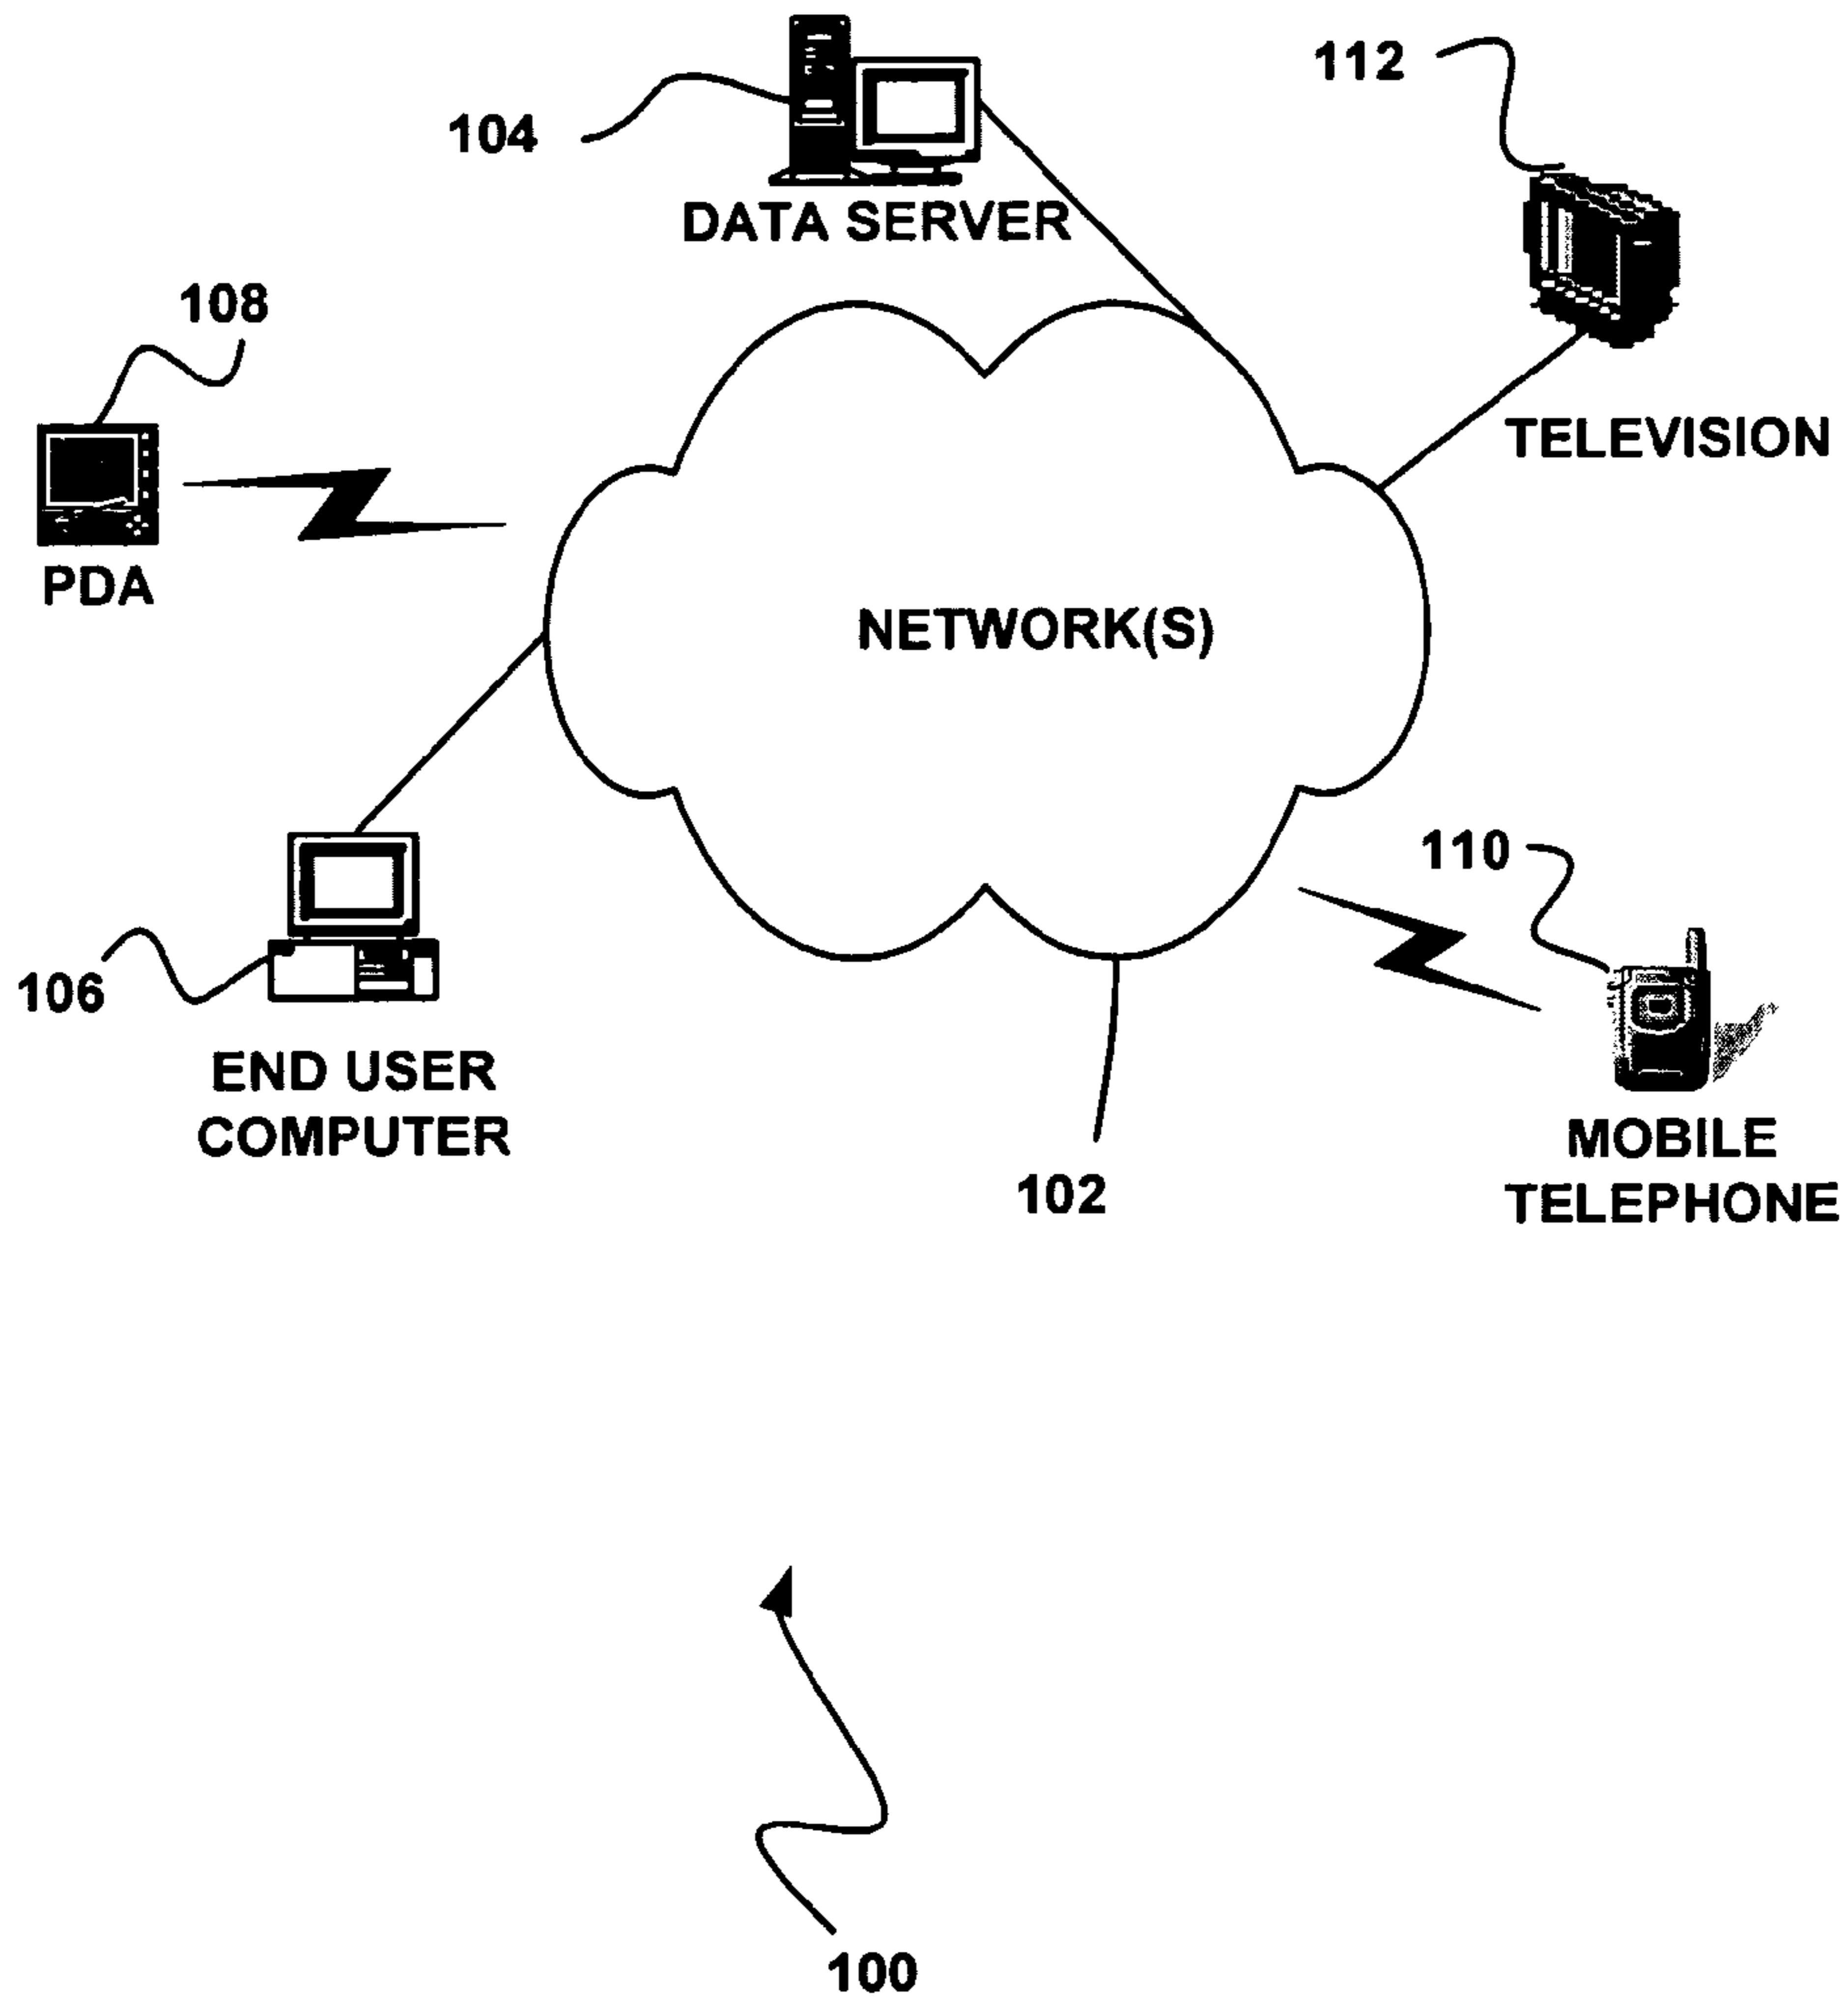 112
104
DATA SERVER
108
TELEVISION
PDA
NETWORK(S)
110
106
END USER
COMPUTER
MOBILE
TELEPHONE
102
100